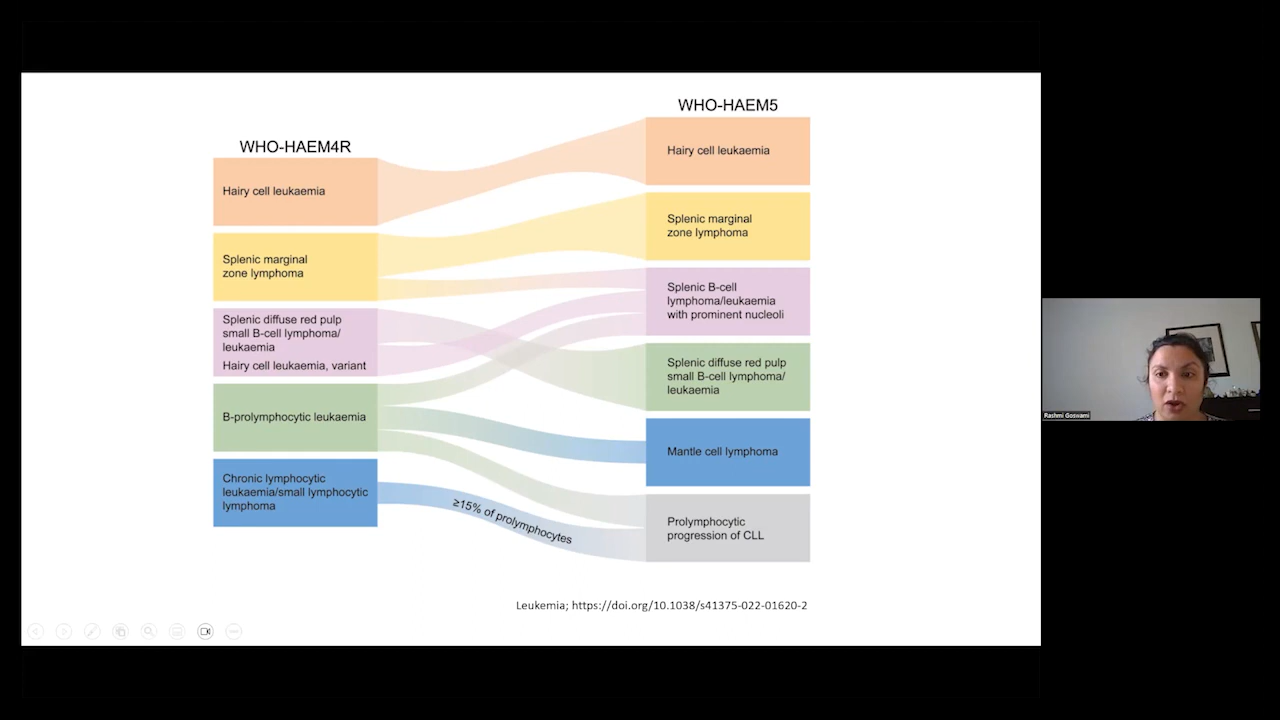 WHO-HAEM4R
Hairy cell leukaemia
Splenic marginal
zone lymphoma
Splenic diffuse red pulp
small B-cell lymphoma/
leukaemia
Hairy cell leukaemia, variant
B-prolymphocytic leukaemia
Chronic lymphocytic
leukaemia/small lymphocytic
lymphoma
≥15% of prolymphocytes
WHO-HAEM5
Hairy cell leukaemia
Splenic marginal
zone lymphoma
Splenic B-cell
lymphoma/leukaemia
with prominent nucleoli
Splenic diffuse red pulp
small B-cell lymphoma/
leukaemia
Mantle cell lymphoma
Prolymphocytic
progression of CLL
Leukemia; https://doi.org/10.1038/s41375-022-01620-2
Rashmi Goswami